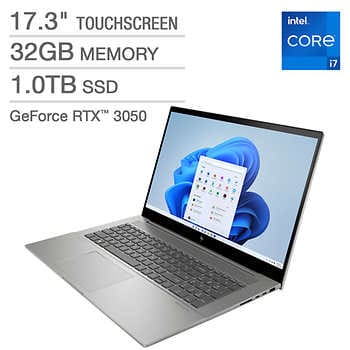 17.3" TOUCHSCREEN
32GB MEMORY
1.0TB SSD
GeForce RTX™ 3050
intel
CORE i7